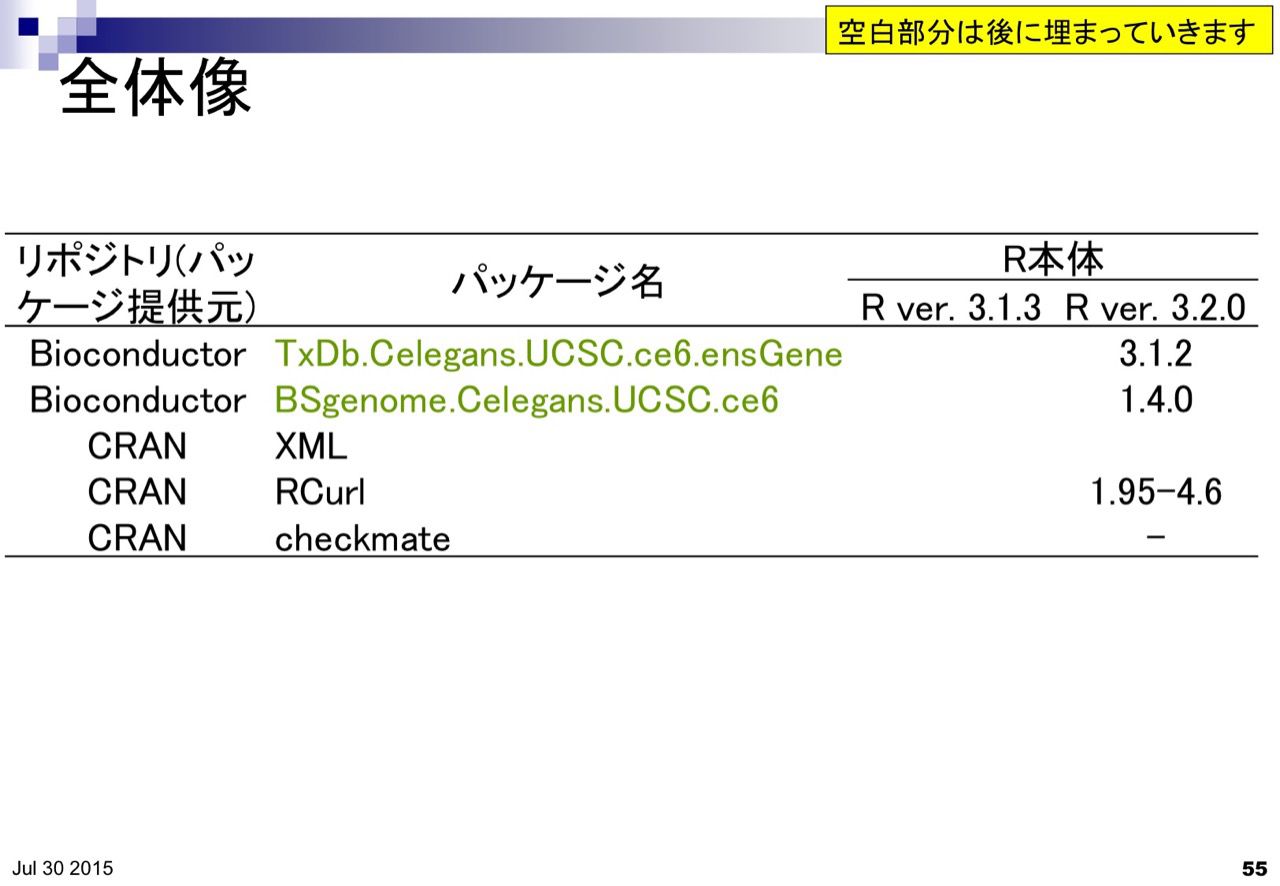 空白部分は後に埋まっていきます
全体像
リポジトリ(パッ
ケージ提供元)
パッケージ名
R本体
R ver. 3.1.3 R ver. 3.2.0
Bioconductor TxDb.Celegans.UCSC.ce6.ensGene 3.1.2
Bioconductor BSgenome.Celegans.UCSC.ce6 1.4.0
CRAN XML
CRAN RCurl 1.95-4.6
CRAN checkmate -
Jul 30 2015
55